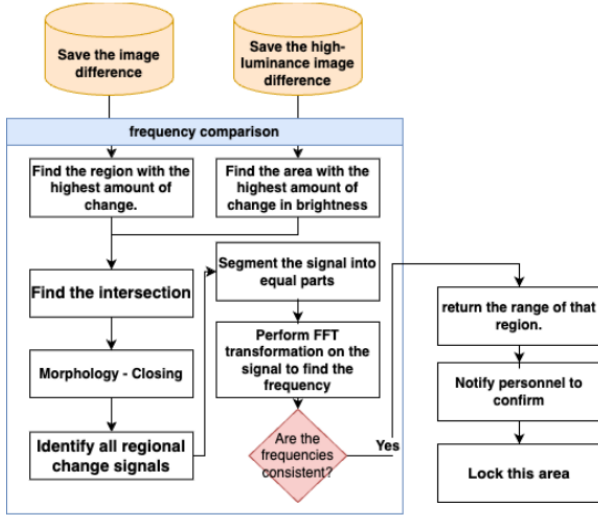 Save the image
difference
Save the high-
luminance image
difference
frequency comparison
Find the region with the
highest amount of
change.
Find the area with the
highest amount of
change in brightness
Find the intersection
Morphology - Closing
Identify all regional
change signals
Segment the signal into
equal parts
Perform FFT
transformation on the
signal to find the
frequency
Are the
frequencies
consistent?
Yes
return the range of that
region.
Notify personnel to
confirm
Lock this area